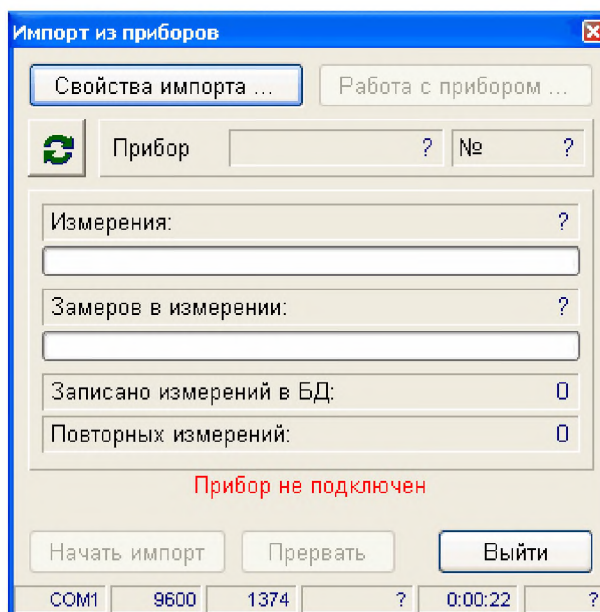 Импорт из приборов
Свойства импорта ... Работа с прибором ...
Прибор ? № ?
Измерения: ?
Замеров в измерении: ?
Записано измерений в БД: 0
Повторных измерений: 0
Прибор не подключен
Начать импорт Прервать Выйти
COM1 9600 1374 ? 0:00:22 ?